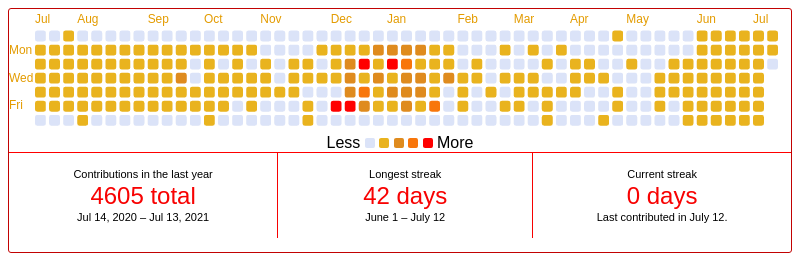 Jul Aug Sep Oct Nov Dec Jan Feb Mar Apr May Jun Jul
Mon
Wed
Fri
Less More
Contributions in the last year
4605 total
Jul 14, 2020 – Jul 13, 2021
Longest streak
42 days
June 1 – July 12
Current streak
0 days
Last contributed in July 12.